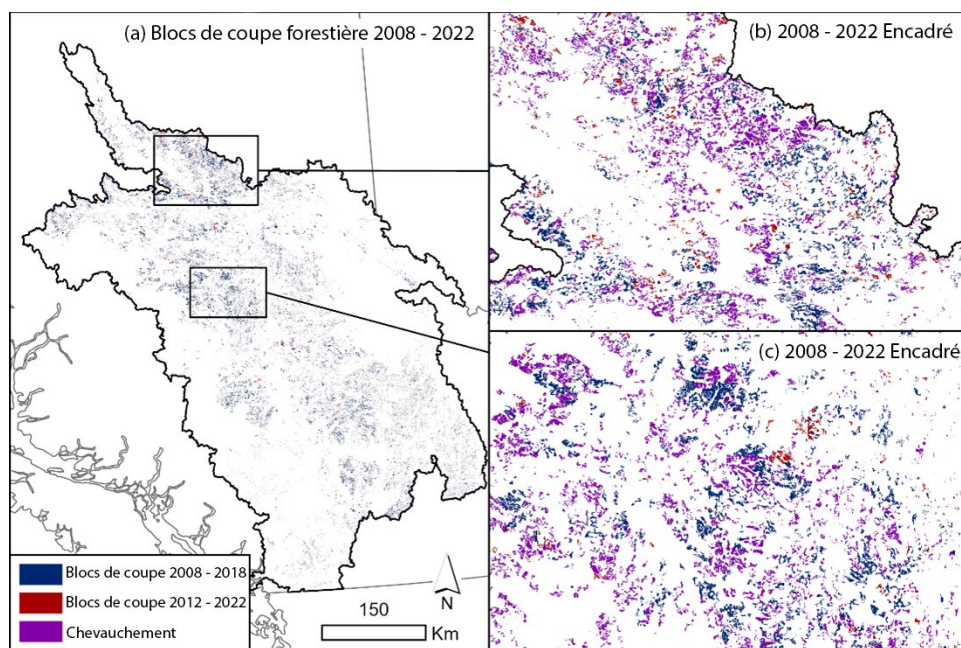 (a) Blocs de coupe forestière 2008 - 2022
(b) 2008 - 2022 Encadré
(c) 2008 - 2022 Encadré
Blocs de coupe 2008 - 2018
Blocs de coupe 2012 - 2022
Chevauchement
150
Km
N